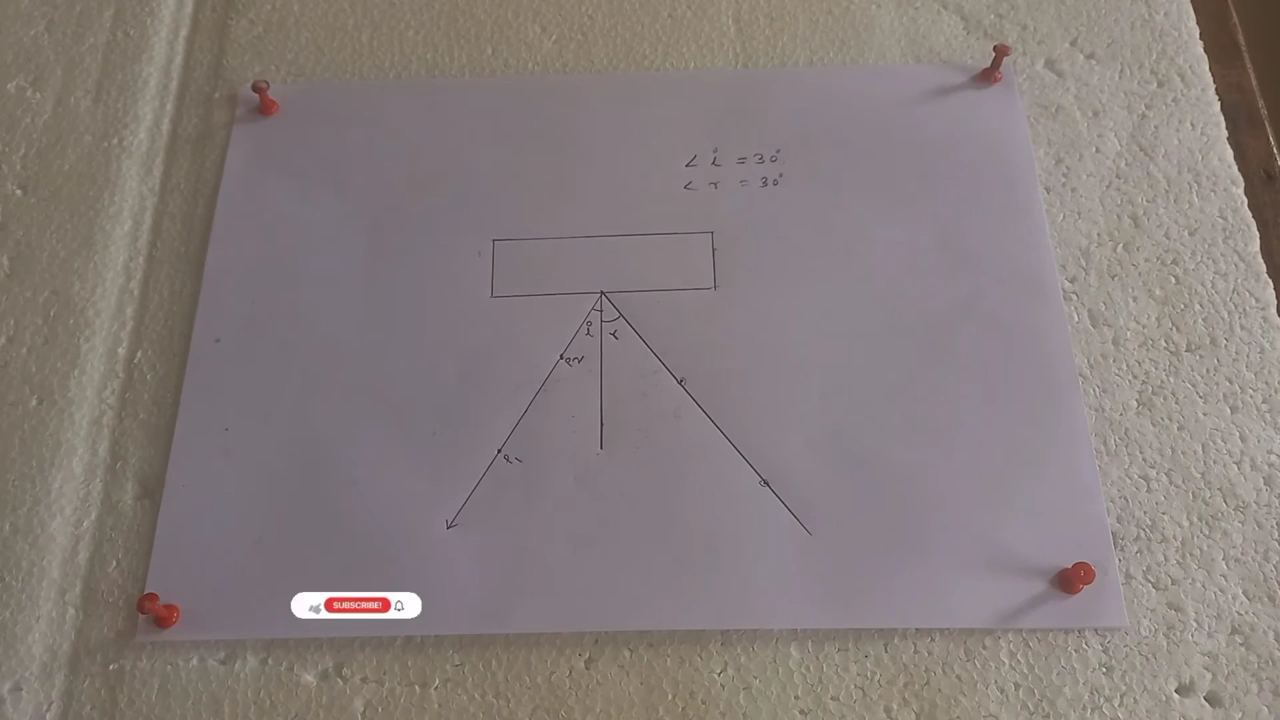 < i = 30°
< r = 30°
i r
P2
P1
SUBSCRIBE!